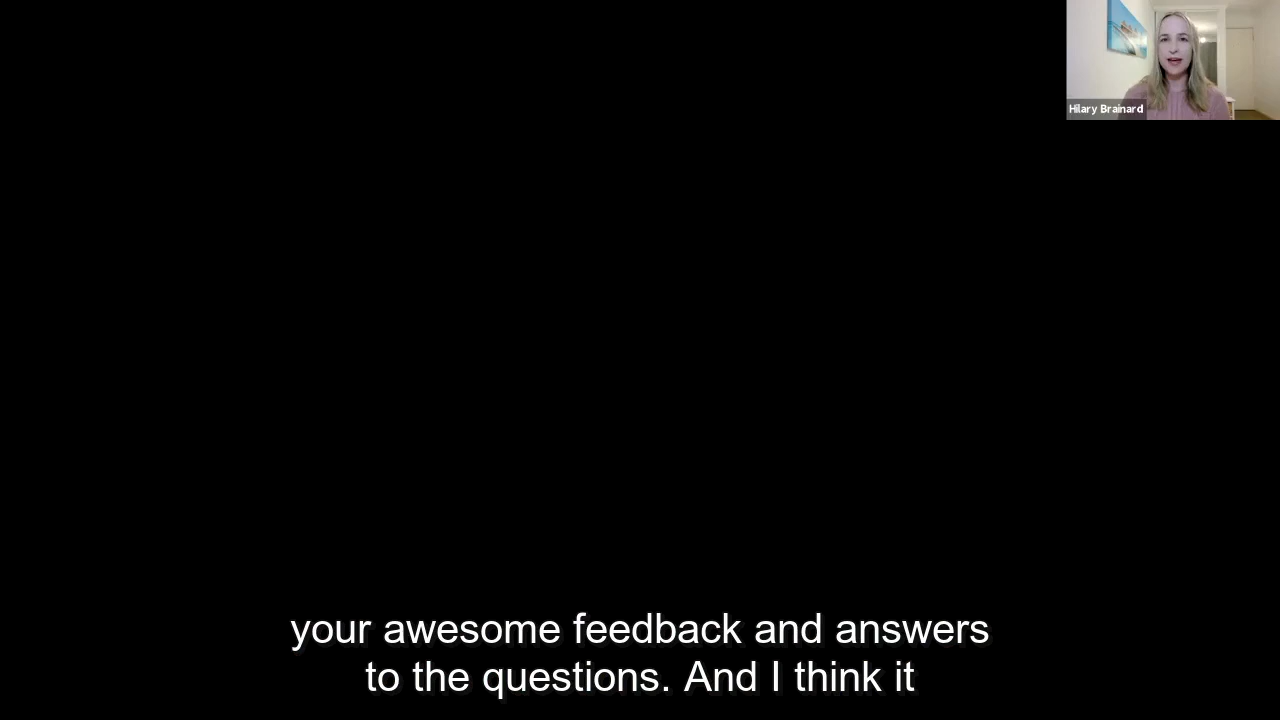 Hilary Brainard
your awesome feedback and answers
to the questions. And I think it